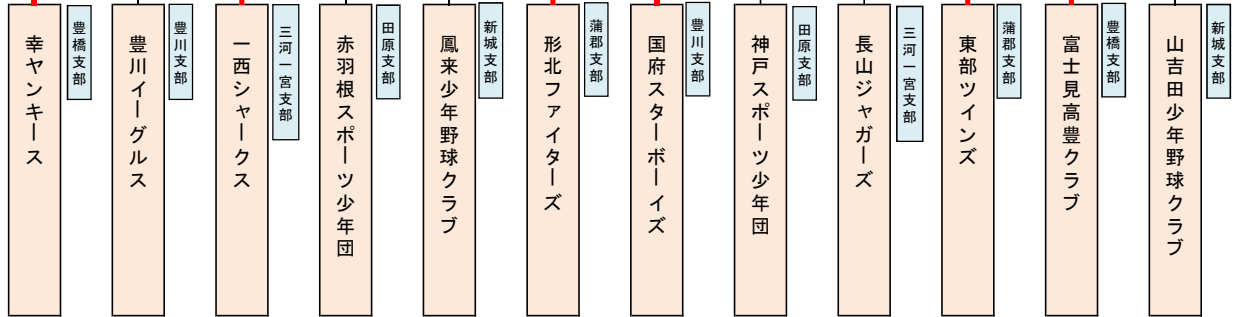 幸ヤンキース
豊橋支部
豊川イーグルス
豊川支部
一西シャークス
三河一宮支部
赤羽根スポーツ少年団
田原支部
鳳来少年野球クラブ
新城支部
形北ファイターズ
蒲郡支部
国府スターボーイズ
豊川支部
神戸スポーツ少年団
田原支部
長山ジャガーズ
三河一宮支部
東部ツインズ
蒲郡支部
富士見高豊クラブ
豊橋支部
山吉田少年野球クラブ
新城支部